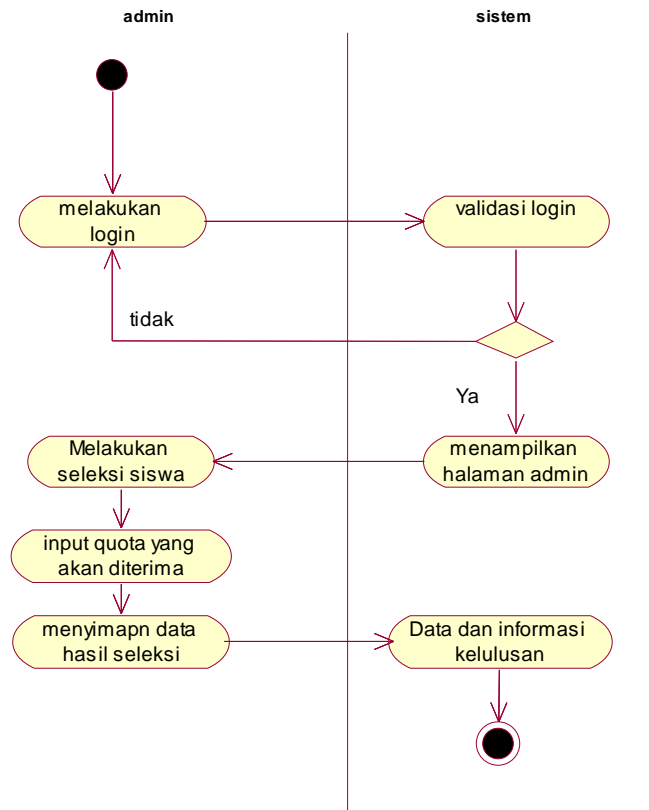 admin
sistem
melakukan
login
validasi login
tidak
Ya
Melakukan
seleksi siswa
menampilkan
halaman admin
input quota yang
akan diterima
menyimapn data
hasil seleksi
Data dan informasi
kelulusan